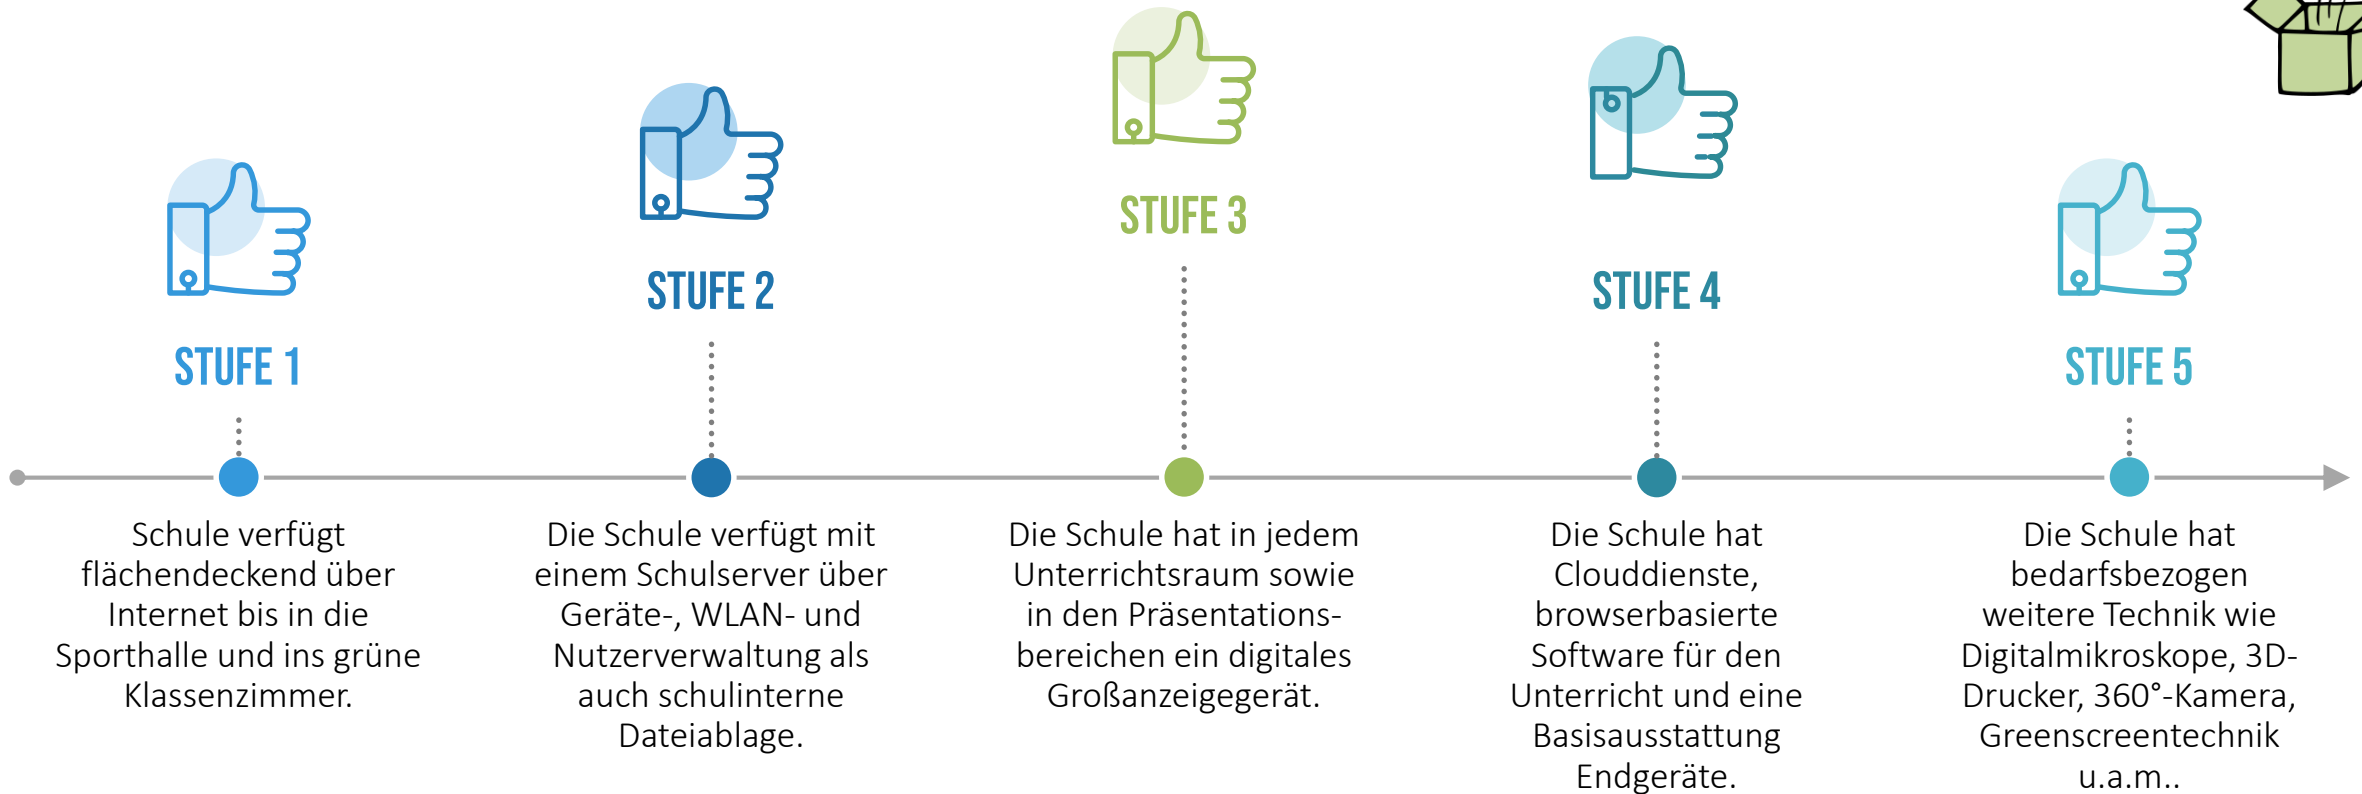 STUFE 1
Schule verfügt
flächendeckend über
Internet bis in die
Sporthalle und ins grüne
Klassenzimmer.
STUFE 2
Die Schule verfügt mit
einem Schulserver über
Geräte-, WLAN- und
Nutzerverwaltung als
auch schulinterne
Dateiablage.
STUFE 3
Die Schule hat in jedem
Unterrichtsraum sowie
in den Präsentations-
bereichen ein digitales
Großanzeigegerät.
STUFE 4
Die Schule hat
Clouddienste,
browserbasierte
Software für den
Unterricht und eine
Basisausstattung
Endgeräte.
STUFE 5
Die Schule hat
bedarfsbezogen
weitere Technik wie
Digitalmikroskope, 3D-
Drucker, 360°-Kamera,
Greenscreentechnik
u.a.m..